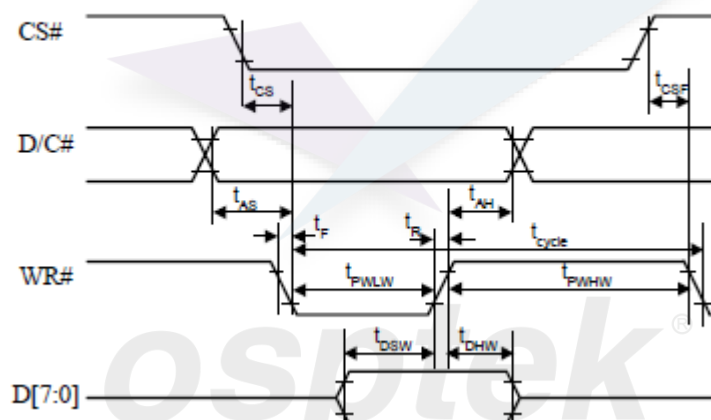 CS#
tCS
tCSF
D/C#
tAS
tF
tR
tAH
tcycle
WR#
tPWLW
tPWHW
tDSW
tDHW
D[7:0]
osptek®